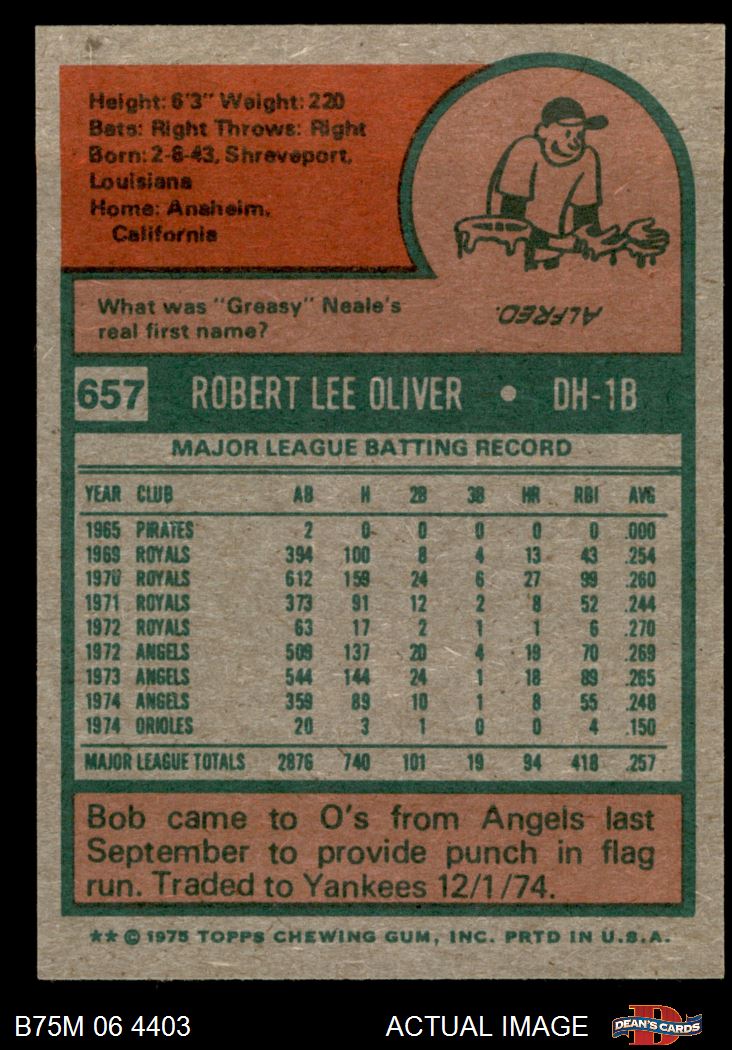 Height: 6'3" Weight: 220
Bats: Right Throws: Right
Born: 2-8-43, Shreveport,
Louisiana
Home: Anaheim,
California
What was "Greasy" Neale's
real first name?
ALFRED.
657 ROBERT LEE OLIVER • DH-1B
MAJOR LEAGUE BATTING RECORD
YEAR CLUB AB H 2B 3B HR RBI AVG
1965 PIRATES 2 0 0 0 0 0 .000
1969 ROYALS 394 100 8 4 13 43 .254
1970 ROYALS 612 159 24 6 27 99 .260
1971 ROYALS 373 91 12 2 8 52 .244
1972 ROYALS 63 17 2 1 1 6 .270
1972 ANGELS 509 137 20 4 19 70 .269
1973 ANGELS 544 144 24 1 18 89 .265
1974 ANGELS 359 89 10 1 8 55 .248
1974 ORIOLES 20 3 1 0 0 4 .150
MAJOR LEAGUE TOTALS 2876 740 101 19 94 418 .257
Bob came to O's from Angels last
September to provide punch in flag
run. Traded to Yankees 12/1/74.
** © 1975 TOPPS CHEWING GUM, INC. PRTD IN U.S.A.
B75M 06 4403 ACTUAL IMAGE D DEAN'S CARDS